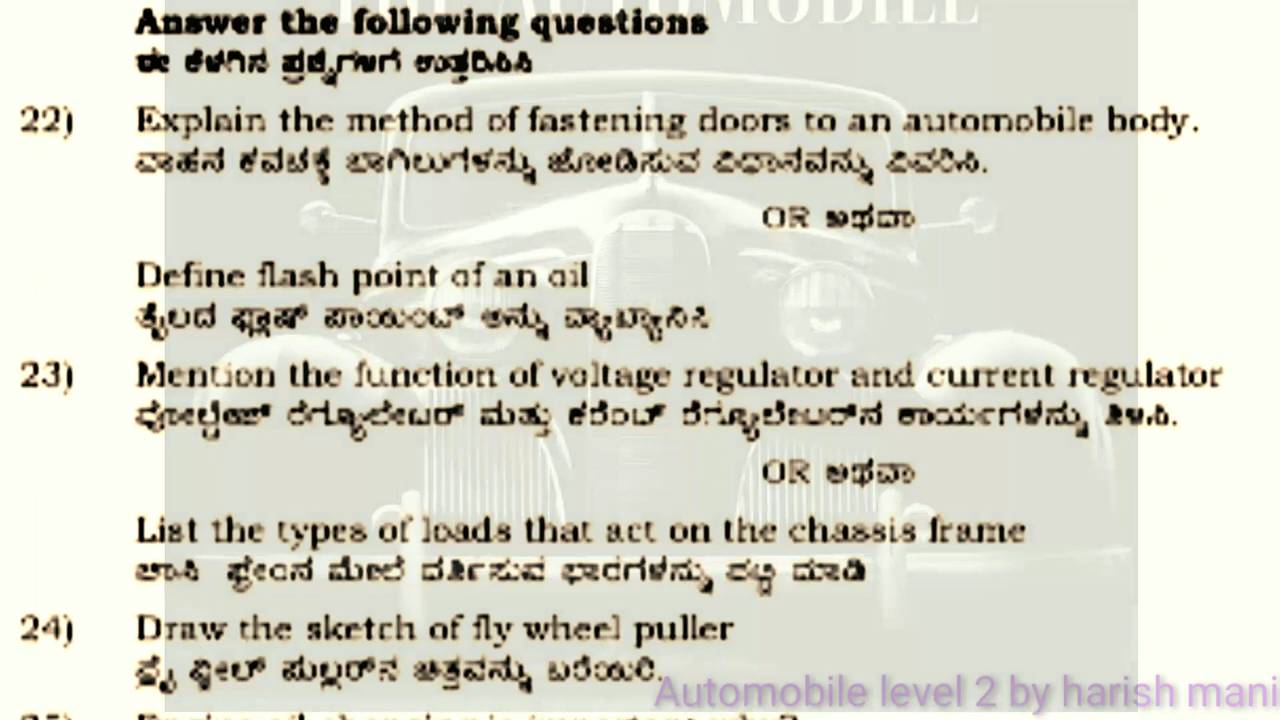 THE AUTOMOBILE
Answer the following questions
ಈ ಕೆಳಗಿನ ಪ್ರಶ್ನೆಗಳಿಗೆ ಉತ್ತರಿಸಿ
22) Explain the method of fastening doors to an automobile body.
ವಾಹನ ಕವಚಕ್ಕೆ ಬಾಗಿಲುಗಳನ್ನು ಜೋಡಿಸುವ ವಿಧಾನವನ್ನು ವಿವರಿಸಿ.
OR ಅಥವಾ
Define flash point of an oil
ತೈಲದ ಫ್ಲಾಷ್ ಪಾಯಿಂಟ್ ಅನ್ನು
23) Mention the function of voltage regulator and current regulator
ವೋಲ್ಟೇಜ್ ರೆಗ್ಯೂಲೇಟರ್ ಮತ್ತು ಕರೆಂಟ್ ರೆಗ್ಯೂಲೇಟರ್‌ನ ಕಾರ್ಯಗಳನ್ನು ತಿಳಿಸಿ.
OR ಅಥವಾ
List the types of loads that act on the chassis frame
ಚಾಸಿ ಫ್ರೇಂನ ಮೇಲೆ ವರ್ತಿಸುವ ಭಾರಗಳನ್ನು ಪಟ್ಟಿ ಮಾಡಿ
24) Draw the sketch of fly wheel puller
ಫ್ಲೈ ವ್ಹೀಲ್ ಪುಲ್ಲರ್‌ನ ಚಿತ್ರವನ್ನು ಬರೆಯಿರಿ.
Automobile level 2 by harish mani